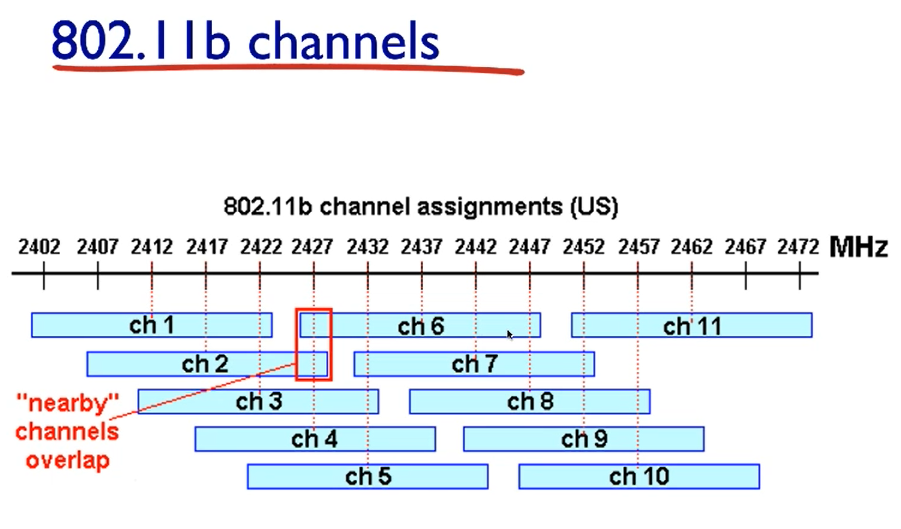 802.11b channels
802.11b channel assignments (US)
2402 2407 2412 2417 2422 2427 2432 2437 2442 2447 2452 2457 2462 2467 2472 MHz
ch 1 ch 6 ch 11
ch 2 ch 7
ch 3 ch 8
ch 4 ch 9
ch 5 ch 10
"nearby"
channels
overlap